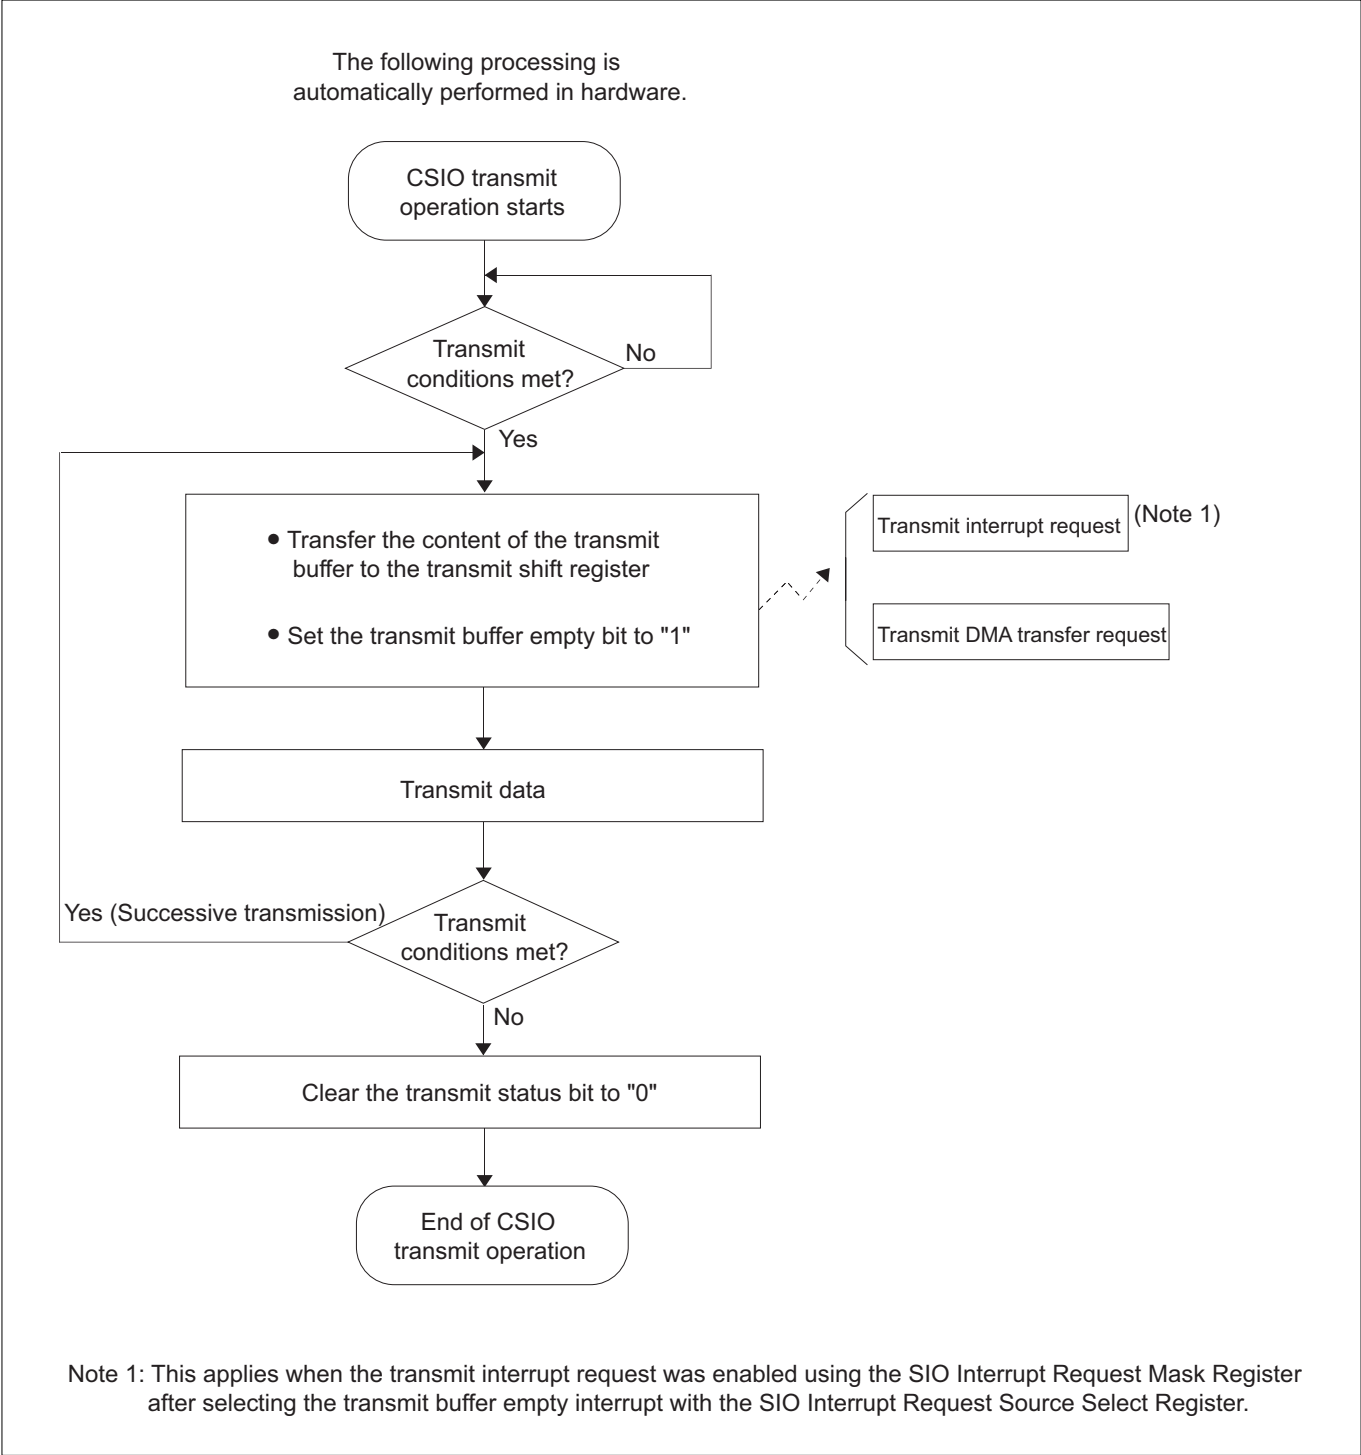 The following processing is
automatically performed in hardware.
CSIO transmit
operation starts
Transmit
conditions met?
No
Yes
● Transfer the content of the transmit
buffer to the transmit shift register
● Set the transmit buffer empty bit to "1"
Transmit interrupt request
(Note 1)
Transmit DMA transfer request
Transmit data
Yes (Successive transmission)
Transmit
conditions met?
No
Clear the transmit status bit to "0"
End of CSIO
transmit operation
Note 1: This applies when the transmit interrupt request was enabled using the SIO Interrupt Request Mask Register
after selecting the transmit buffer empty interrupt with the SIO Interrupt Request Source Select Register.